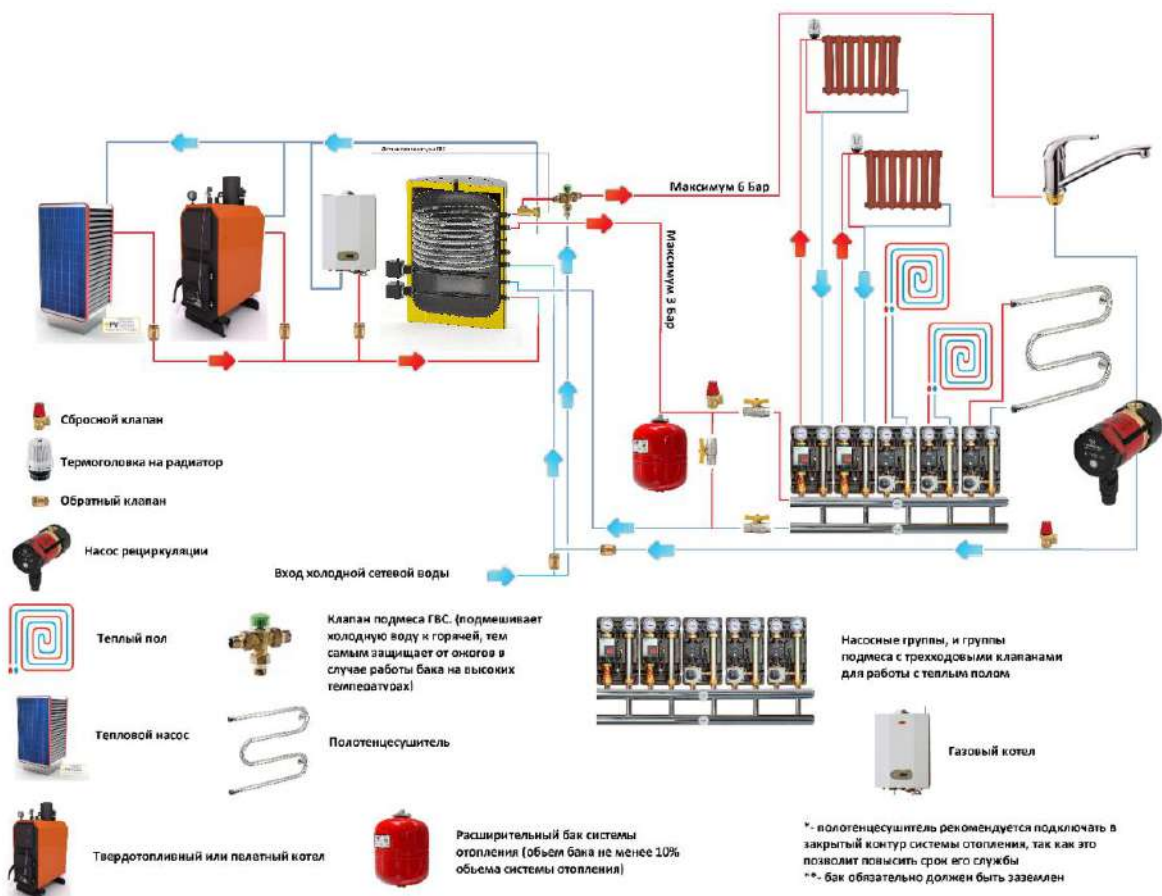 Максимум 6 Бар
Максимум 3 Бар
Сбросной клапан
Термоголовка на радиатор
Обратный клапан
Насос рециркуляции
Вход холодной сетевой воды
Теплый пол
Клапан подмеса ГВС. (подмешивает
холодную воду к горячей, тем
самым защищает от ожогов в
случае работы бака на высоких
температурах)
Насосные группы, и группы
подмеса с трехходовыми клапанами
для работы с теплым полом
Тепловой насос
Полотенцесушитель
Газовый котел
Твердотопливный или пелетный котел
Расширительный бак системы
отопления (обьем бака не менее 10%
обьема системы отопления)
*- полотенцесушитель рекомендуется подключать в
закрытый контур системы отопления, так как это
позволит повысить срок его службы
**- бак обязательно должен быть заземлен